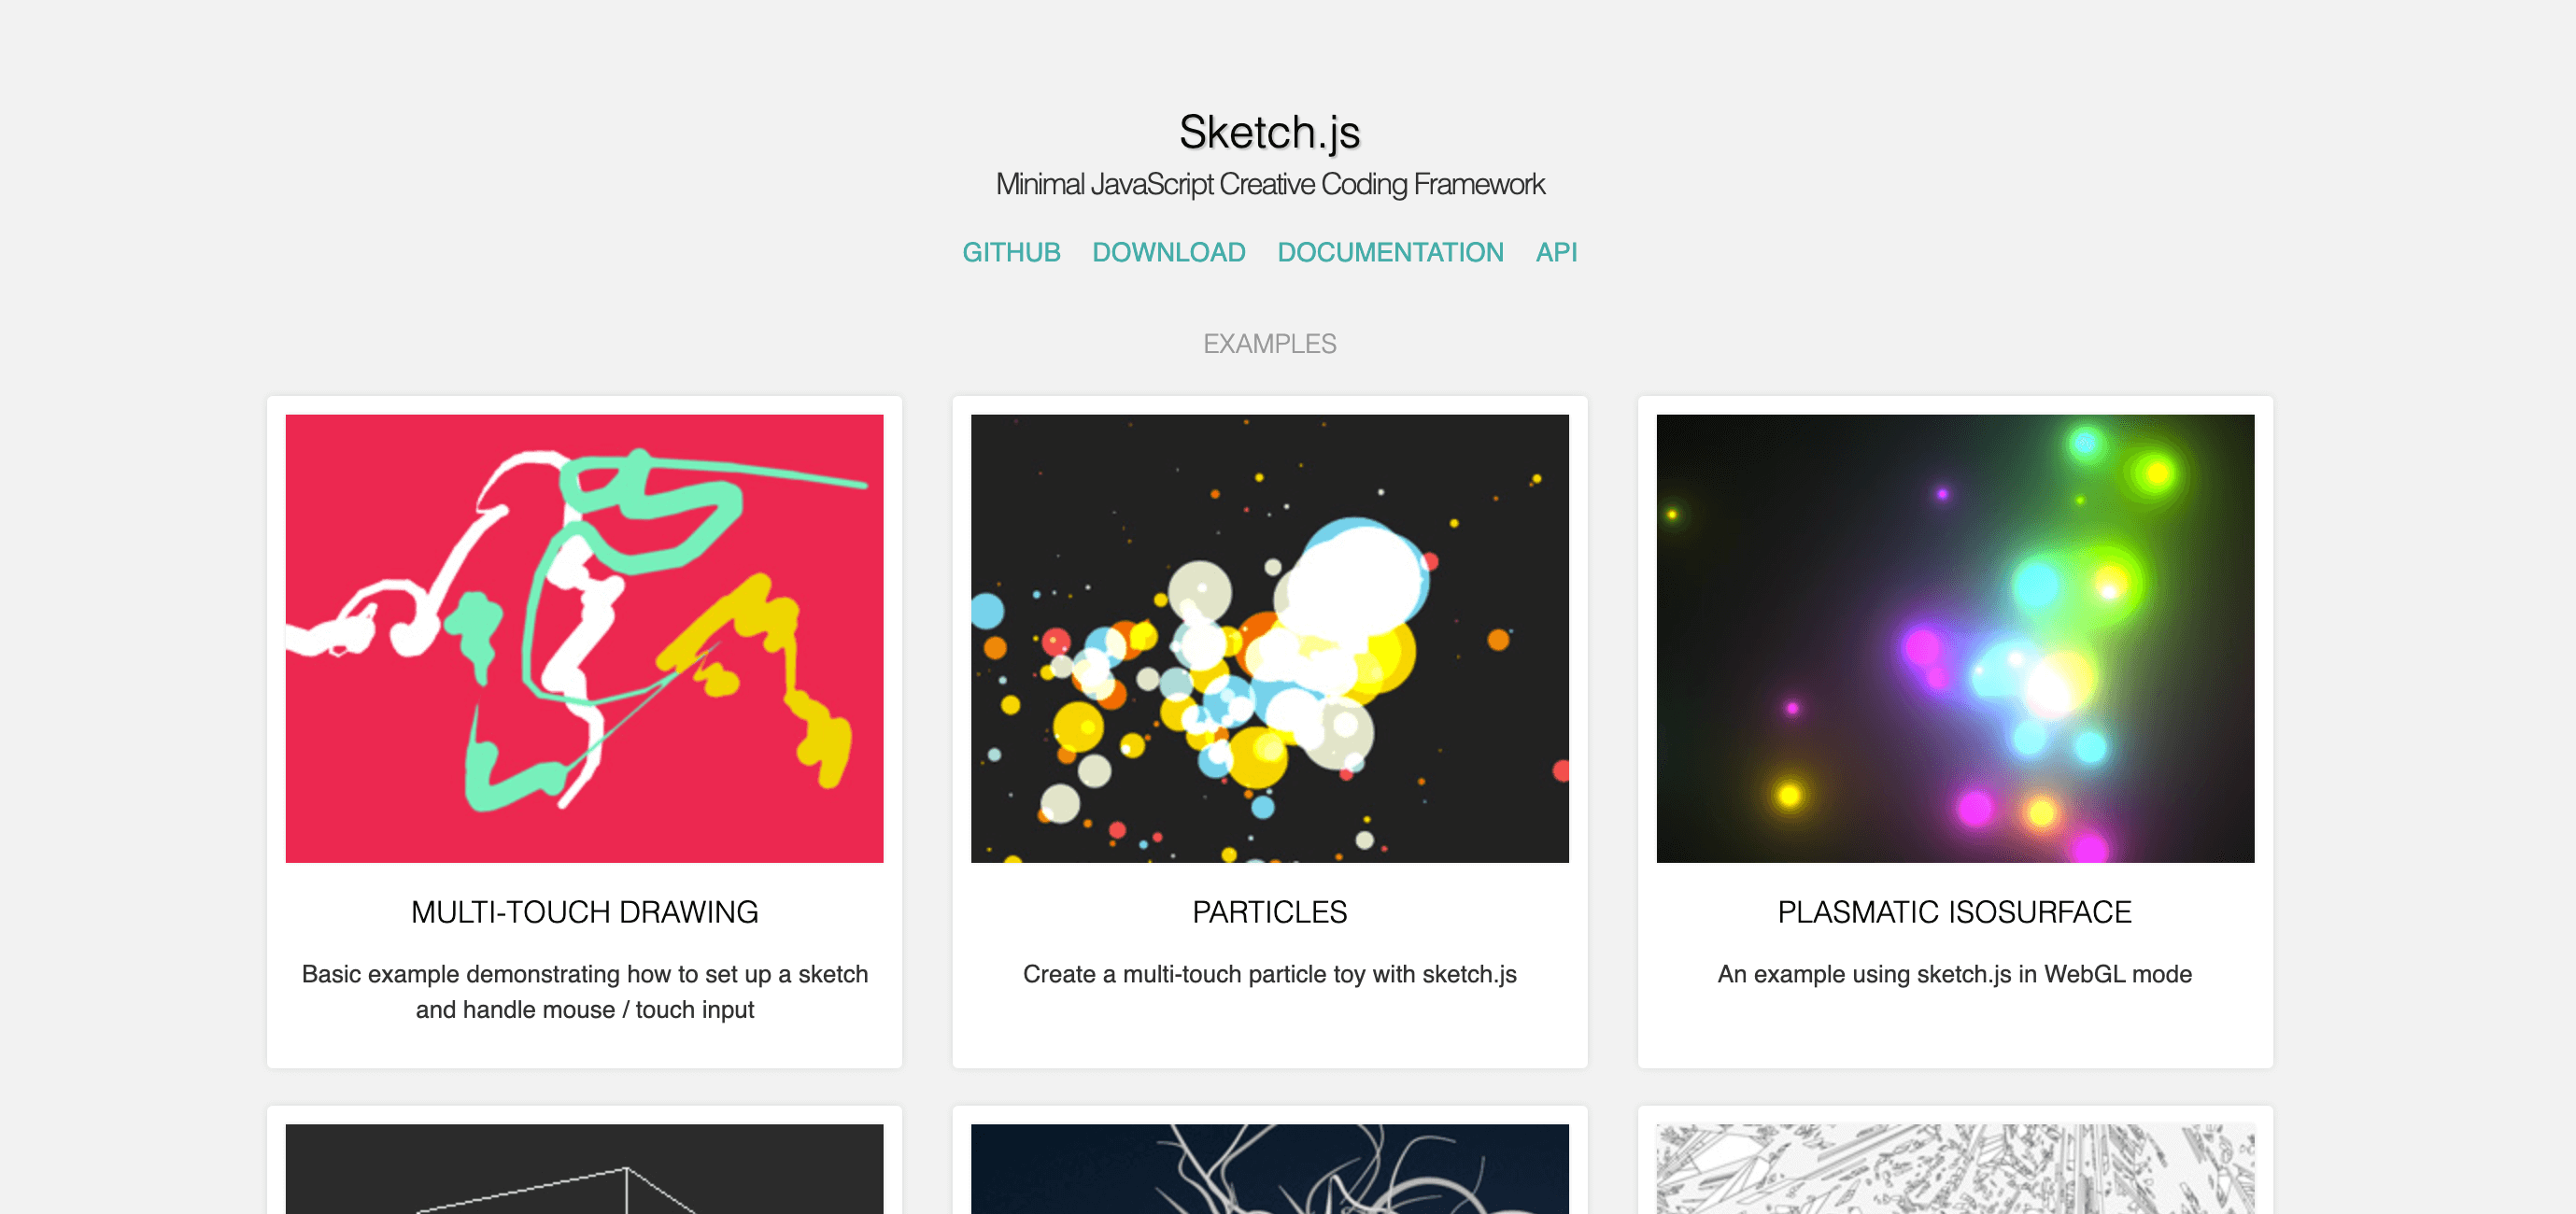 Sketch.js
Minimal JavaScript Creative Coding Framework
GITHUB DOWNLOAD DOCUMENTATION API
EXAMPLES
MULTI-TOUCH DRAWING
Basic example demonstrating how to set up a sketch
and handle mouse / touch input
PARTICLES
Create a multi-touch particle toy with sketch.js
PLASMATIC ISOSURFACE
An example using sketch.js in WebGL mode